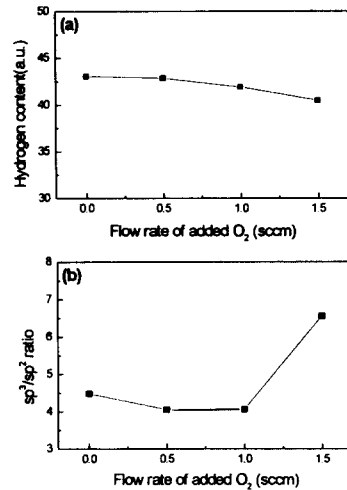 (a)
Hydrogen content(a.u.)
50
45
40
35
30
0.0 0.5 1.0 1.5
Flow rate of added O₂ (sccm)
(b)
sp³/sp² ratio
8
7
6
5
4
3
0.0 0.5 1.0 1.5
Flow rate of added O₂ (sccm)